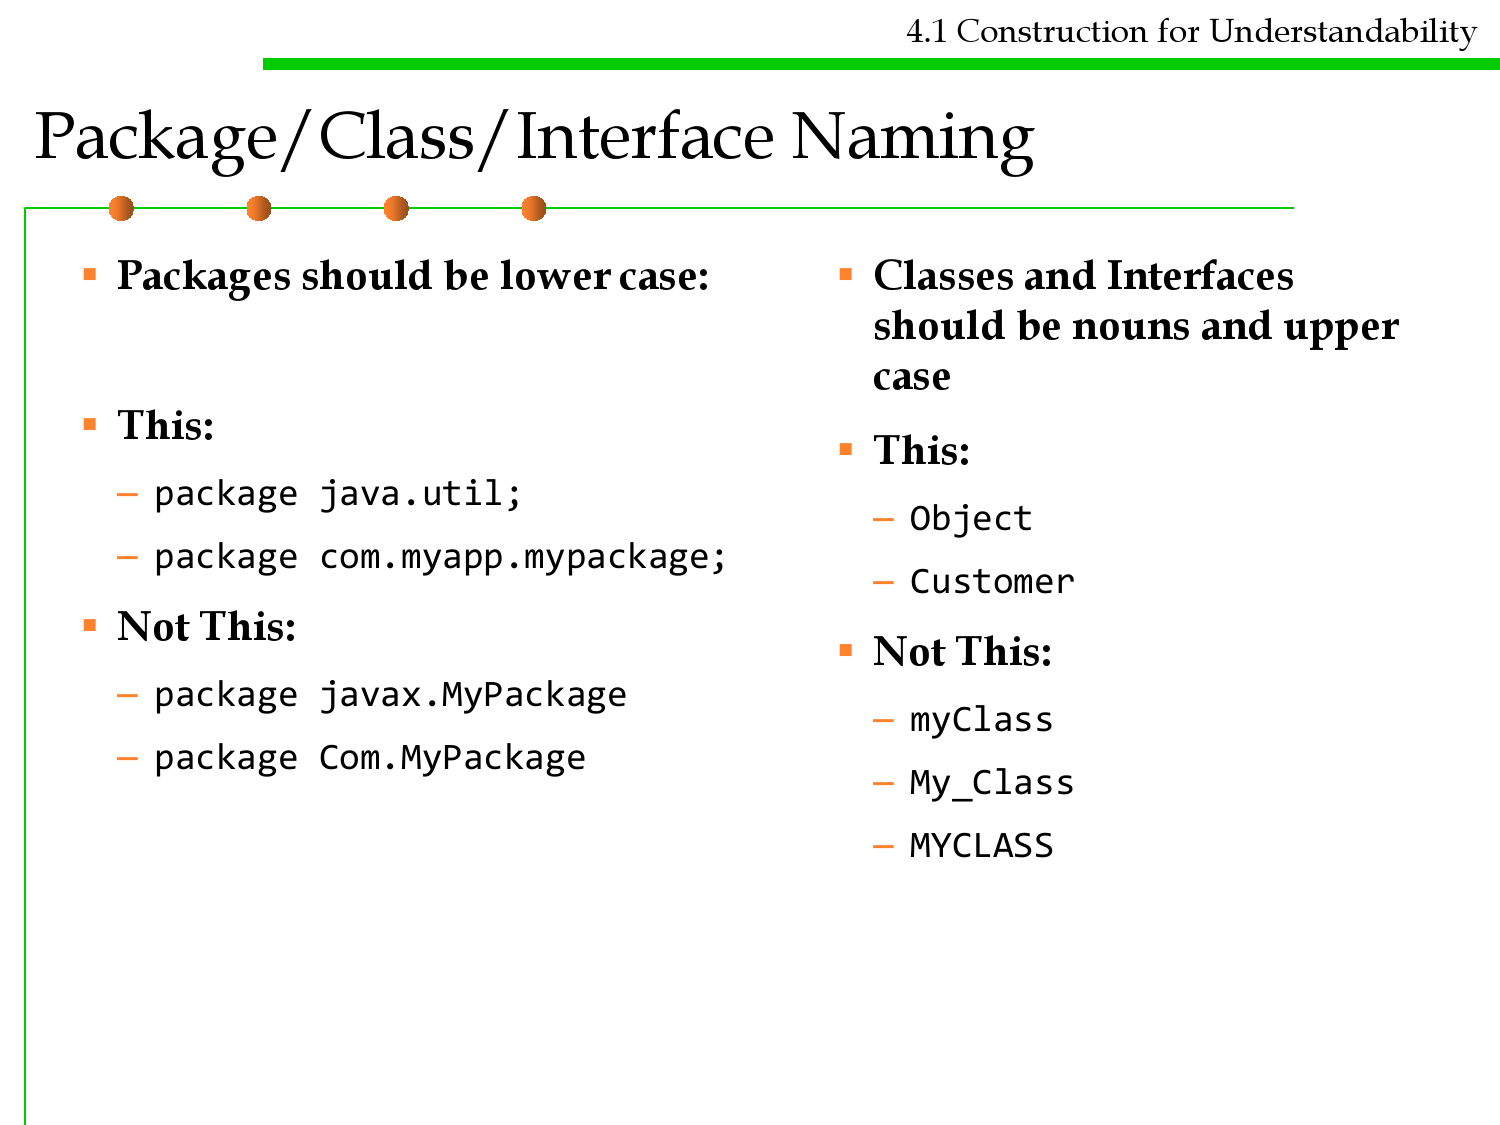 4.1 Construction for Understandability
Package/Class/Interface Naming
▪ Packages should be lower case:
▪ This:
– package java.util;
– package com.myapp.mypackage;
▪ Not This:
– package javax.MyPackage
– package Com.MyPackage
▪ Classes and Interfaces
should be nouns and upper
case
▪ This:
– Object
– Customer
▪ Not This:
– myClass
– My_Class
– MYCLASS